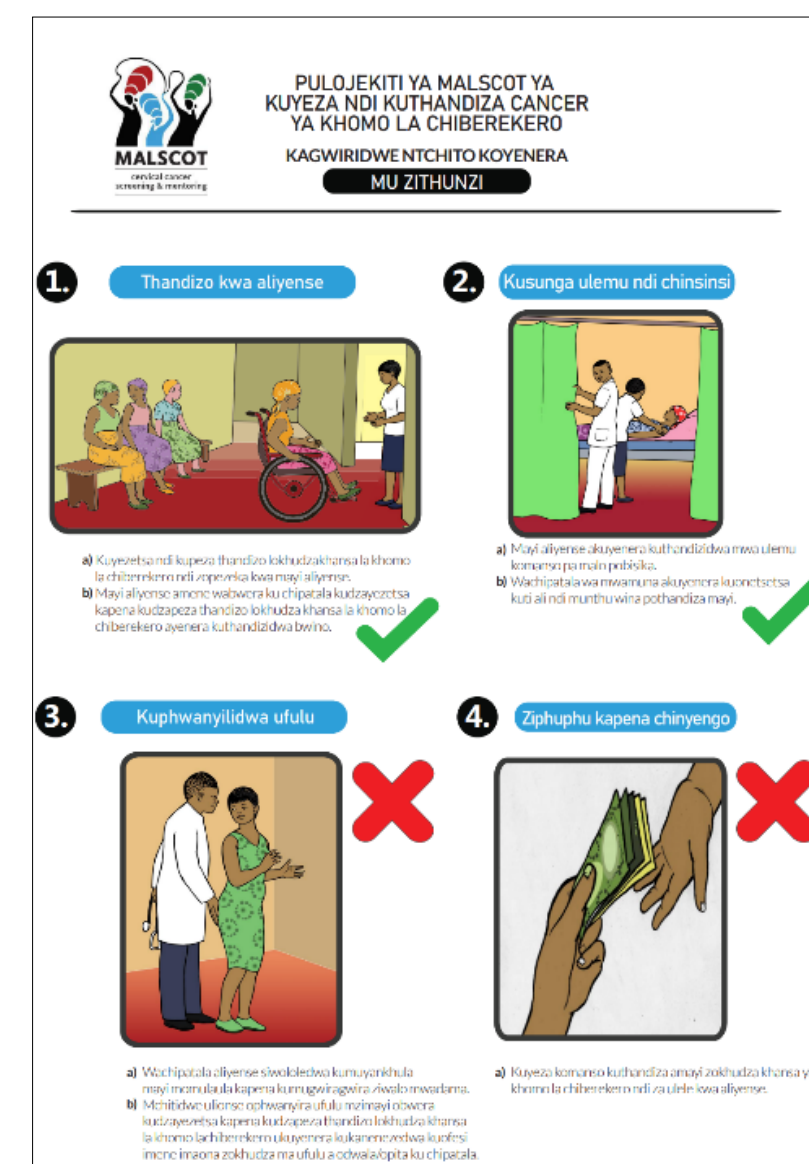 MALSCOT
cervical cancer
screening & mentoring
PULOJEKITI YA MALSCOT YA
KUYEZA NDI KUTHANDIZA CANCER
YA KHOMO LA CHIBEREKERO
KAGWIRIDWE NTCHITO KOYENERA
MU ZITHUNZI
1. Thandizo kwa aliyense
a) Kuyezetsa ndi kupeza thandizo lokhudzakhansa la khomo
la chiberekero ndi zopezeka kwa mayi aliyense.
b) Mayi aliyense amene wabwera ku chipatala kudzayezetsa
kapena kudzapeza thandizo lokhudza khansa la khomo la
chiberekero ayenera kuthandizidwa bwino.
2. Kusunga ulemu ndi chinsinsi
a) Mayi aliyense akuyenera kuthandizidwa mwa ulemu
komanso pa malo pobisika.
b) Wachipatala wa mwamuna akuyenera kuonetsetsa
kuti ali ndi munthu wina pothandiza mayi.
3. Kuphwanyilidwa ufulu
a) Wachipatala aliyense siwololedwa kumuyankhula
mayi momulaula kapena kumugwiragwira ziwalo mwadama.
b) Mchitidwe ulionse ophwanyira ufulu mzimayi obwera
kudzayezetsa kapena kudzapeza thandizo lokhudza khansa
la khomo lachiberekero ukuyenera kukanenezedwa kuofesi
imene imaona zokhudza ma ufulu a odwala/opita ku chipatala.
4. Ziphuphu kapena chinyengo
a) Kuyeza komanso kuthandiza amayi zokhudza khansa y
khomo la chiberekero ndi za ulele kwa aliyense.